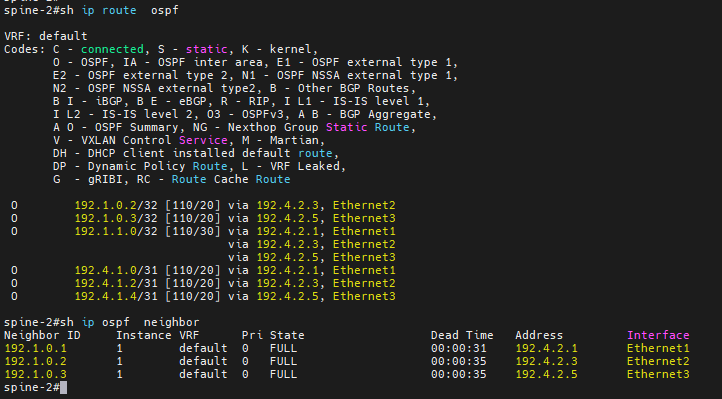 spine-2#sh ip route  ospf

VRF: default
Codes: C - connected, S - static, K - kernel,
       O - OSPF, IA - OSPF inter area, E1 - OSPF external type 1,
       E2 - OSPF external type 2, N1 - OSPF NSSA external type 1,
       N2 - OSPF NSSA external type2, B - Other BGP Routes,
       B I - iBGP, B E - eBGP, R - RIP, I L1 - IS-IS level 1,
       I L2 - IS-IS level 2, O3 - OSPFv3, A B - BGP Aggregate,
       A O - OSPF Summary, NG - Nexthop Group Static Route,
       V - VXLAN Control Service, M - Martian,
       DH - DHCP client installed default route,
       DP - Dynamic Policy Route, L - VRF Leaked,
       G  - gRIBI, RC - Route Cache Route

 O        192.1.0.2/32 [110/20] via 192.4.2.3, Ethernet2
 O        192.1.0.3/32 [110/20] via 192.4.2.5, Ethernet3
 O        192.1.1.0/32 [110/30] via 192.4.2.1, Ethernet1
                                via 192.4.2.3, Ethernet2
                                via 192.4.2.5, Ethernet3
 O        192.4.1.0/31 [110/20] via 192.4.2.1, Ethernet1
 O        192.4.1.2/31 [110/20] via 192.4.2.3, Ethernet2
 O        192.4.1.4/31 [110/20] via 192.4.2.5, Ethernet3

spine-2#sh ip ospf  neighbor
Neighbor ID     Instance VRF      Pri State                  Dead Time   Address         Interface
192.1.0.1       1        default  0   FULL                   00:00:31    192.4.2.1       Ethernet1
192.1.0.2       1        default  0   FULL                   00:00:35    192.4.2.3       Ethernet2
192.1.0.3       1        default  0   FULL                   00:00:35    192.4.2.5       Ethernet3
spine-2#